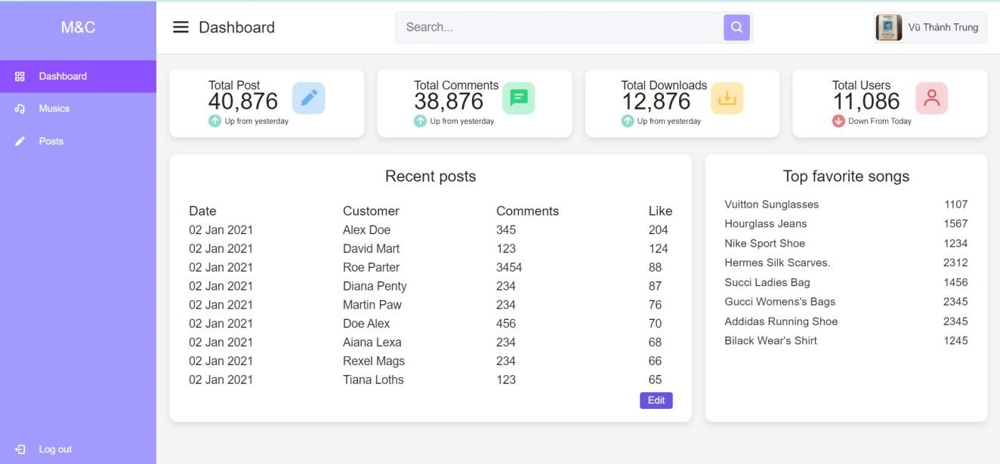 M&C
Dashboard
Search...
Vũ Thành Trung
Dashboard
Musics
Posts
Log out
Total Post
40,876
Up from yesterday
Total Comments
38,876
Up from yesterday
Total Downloads
12,876
Up from yesterday
Total Users
11,086
Down From Today
Recent posts
Date Customer Comments Like
02 Jan 2021 Alex Doe 345 204
02 Jan 2021 David Mart 123 124
02 Jan 2021 Roe Parter 3454 88
02 Jan 2021 Diana Penty 234 87
02 Jan 2021 Martin Paw 234 76
02 Jan 2021 Doe Alex 456 70
02 Jan 2021 Aiana Lexa 234 68
02 Jan 2021 Rexel Mags 234 66
02 Jan 2021 Tiana Loths 123 65
Edit
Top favorite songs
Vuitton Sunglasses 1107
Hourglass Jeans 1567
Nike Sport Shoe 1234
Hermes Silk Scarves. 2312
Succi Ladies Bag 1456
Gucci Womens's Bags 2345
Addidas Running Shoe 2345
Bilack Wear's Shirt 1245